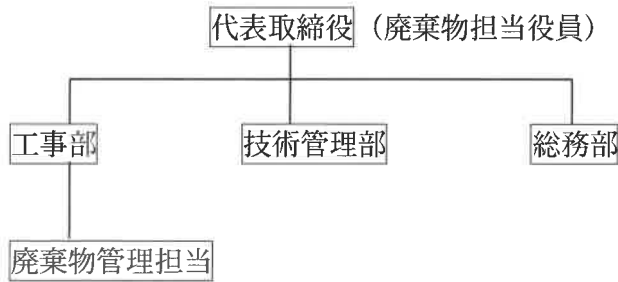 代表取締役（廃棄物担当役員）
工事部 技術管理部 総務部
廃棄物管理担当